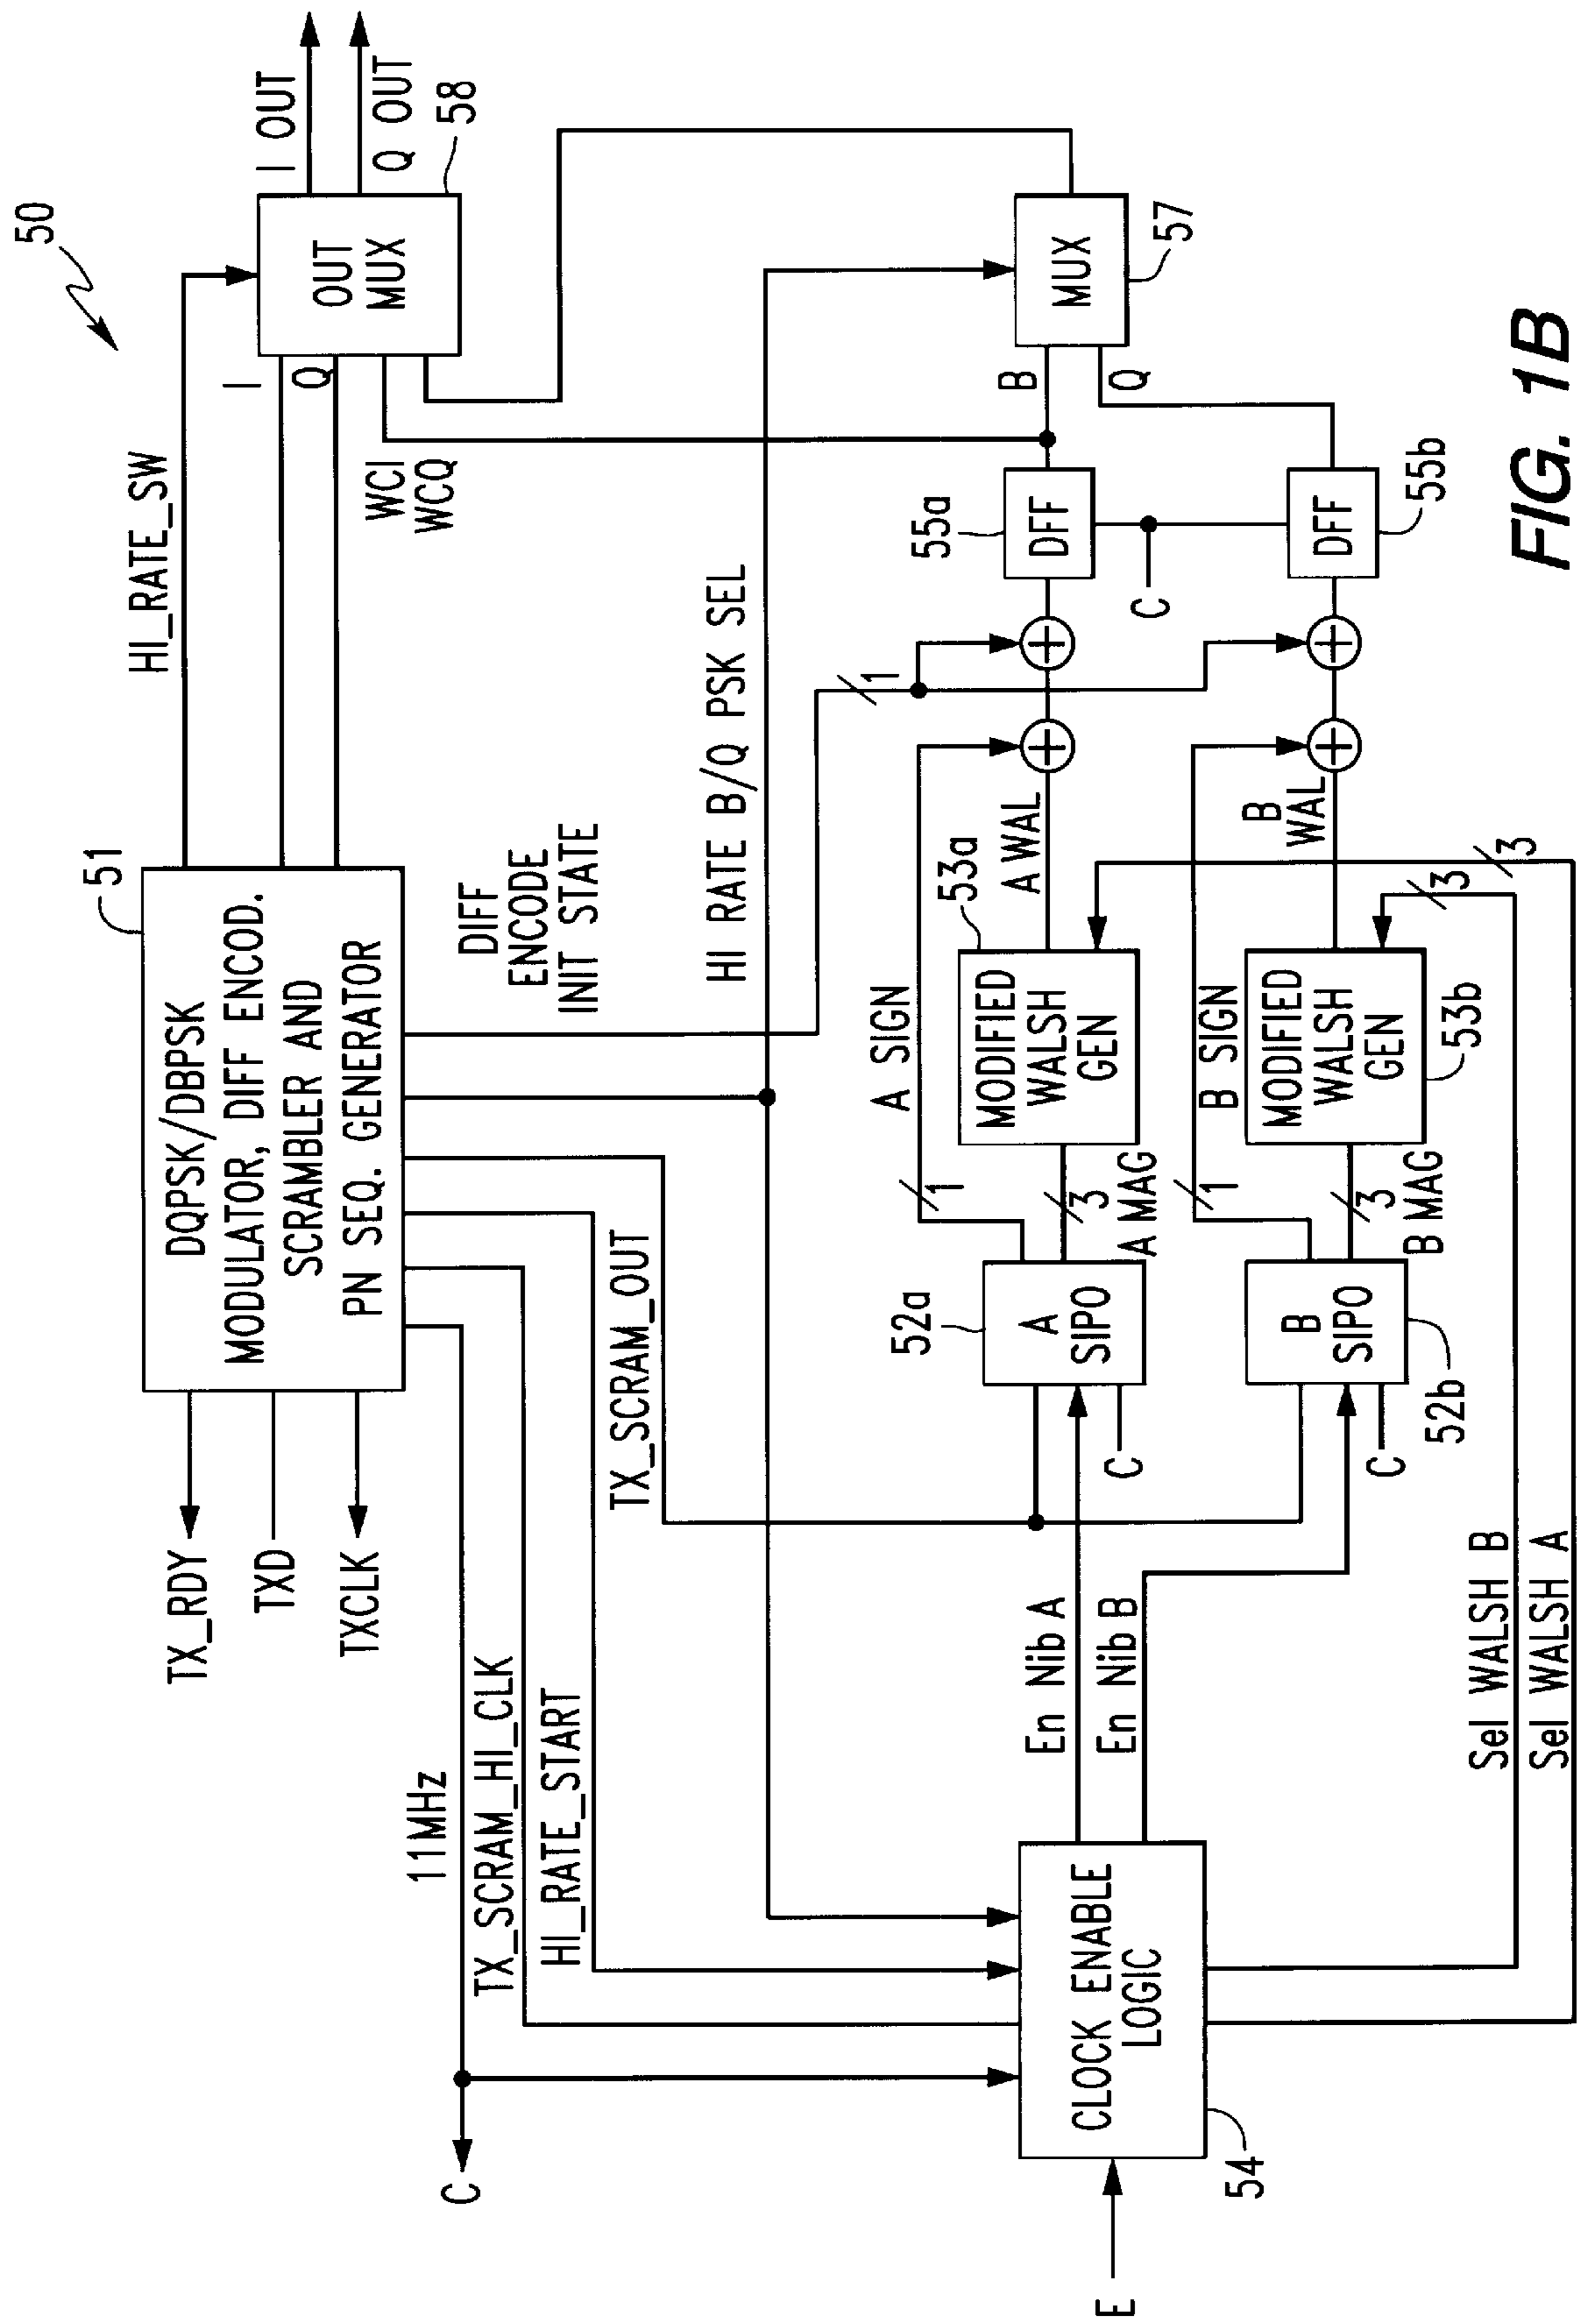 50
51
DQPSK/DBPSK
MODULATOR, DIFF ENCOD.
SCRAMBLER AND
PN SEQ. GENERATOR
TX_RDY
TXD
TXCLK
HI_RATE_SW
I
Q
WCI
WCQ
OUT
MUX
58
I OUT
Q OUT
11MHz
C
TX_SCRAM_HI_CLK
HI_RATE_START
TX_SCRAM_OUT
DIFF
ENCODE
INIT STATE
HI RATE B/Q PSK SEL
E
CLOCK ENABLE
LOGIC
54
En Nib A
En Nib B
52a
A
SIPO
C
1
A SIGN
3
A MAG
53a
MODIFIED
WALSH
GEN
A WAL
1
55a
DFF
C
B
Q
MUX
57
B
SIPO
C
52b
1
B SIGN
3
B MAG
MODIFIED
WALSH
GEN
53b
B
WAL
3
3
DFF
55b
Sel WALSH B
Sel WALSH A
FIG. 1B